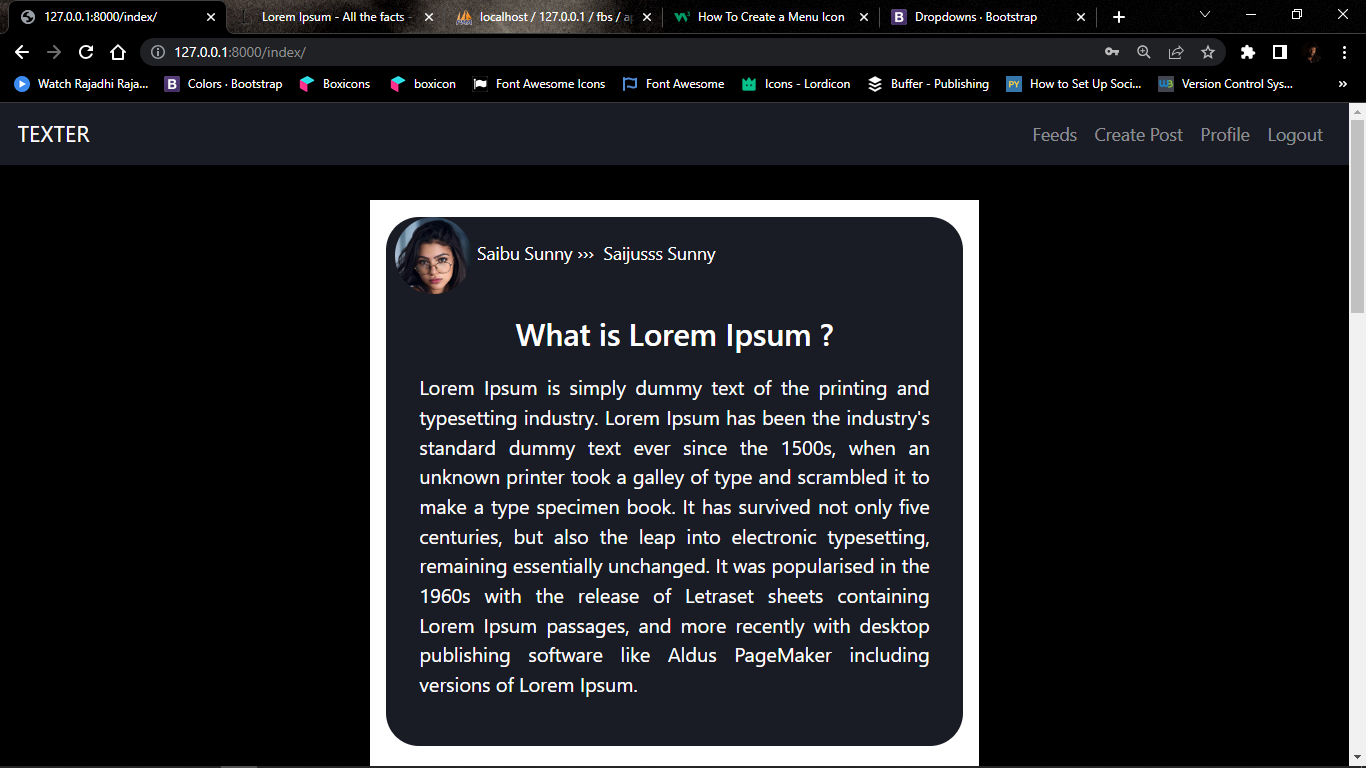 127.0.0.1:8000/index/
Lorem Ipsum - All the facts -
localhost / 127.0.0.1 / fbs / ap
How To Create a Menu Icon
Dropdowns · Bootstrap
127.0.0.1:8000/index/
Watch Rajadhi Raja...
Colors · Bootstrap
Boxicons
boxicon
Font Awesome Icons
Font Awesome
Icons - Lordicon
Buffer - Publishing
How to Set Up Soci...
Version Control Sys...
»
TEXTER
Feeds
Create Post
Profile
Logout
Saibu Sunny ››› Saijusss Sunny
What is Lorem Ipsum ?
Lorem Ipsum is simply dummy text of the printing and
typesetting industry. Lorem Ipsum has been the industry's
standard dummy text ever since the 1500s, when an
unknown printer took a galley of type and scrambled it to
make a type specimen book. It has survived not only five
centuries, but also the leap into electronic typesetting,
remaining essentially unchanged. It was popularised in the
1960s with the release of Letraset sheets containing
Lorem Ipsum passages, and more recently with desktop
publishing software like Aldus PageMaker including
versions of Lorem Ipsum.